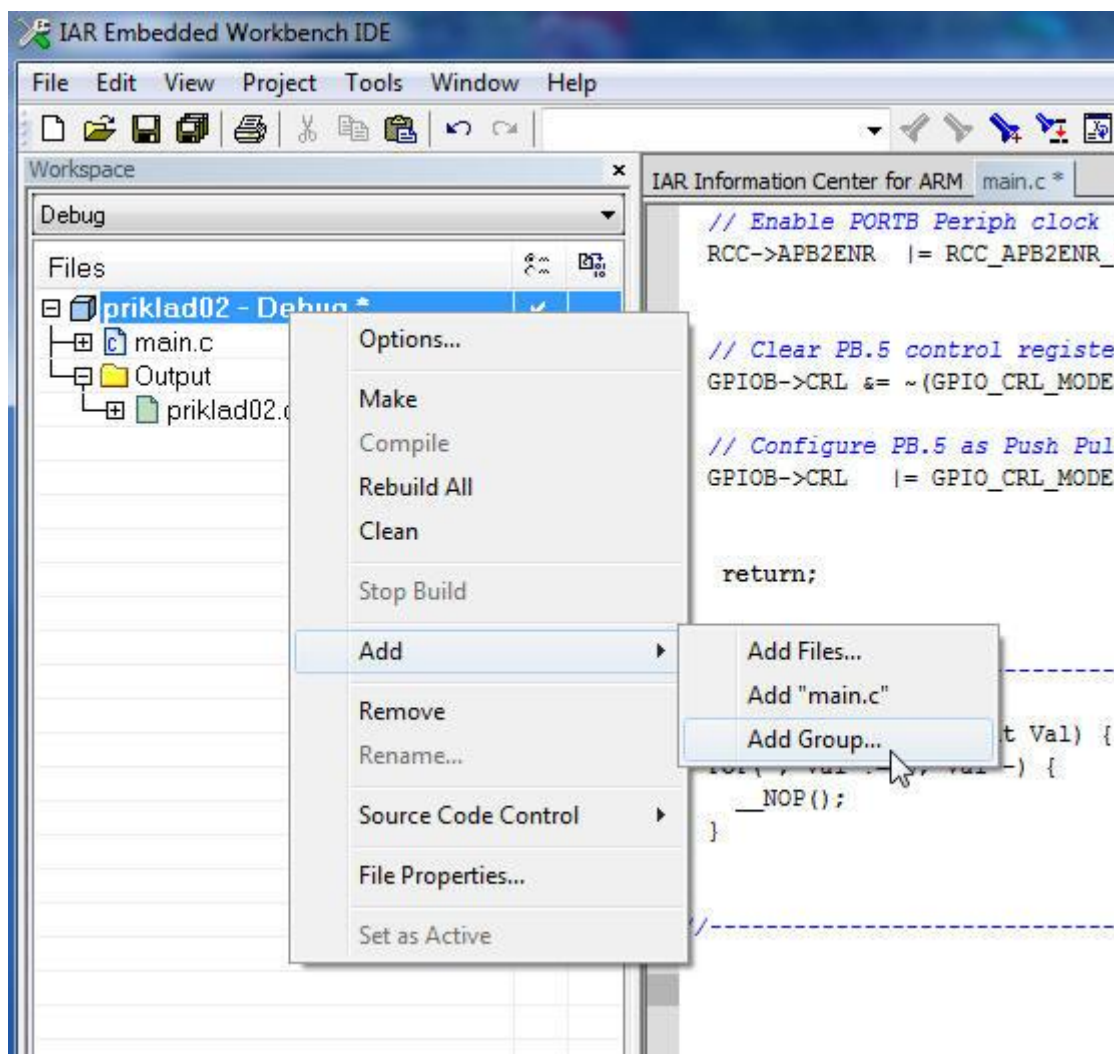 IAR Embedded Workbench IDE
File Edit View Project Tools Window Help
Workspace
Debug
Files
priklad02 - Debug *
main.c
Output
priklad02.
Options...
Make
Compile
Rebuild All
Clean
Stop Build
Add
Remove
Rename...
Source Code Control
File Properties...
Set as Active
Add Files...
Add "main.c"
Add Group...
IAR Information Center for ARM main.c *
// Enable PORTB Periph clock
RCC->APB2ENR |= RCC_APB2ENR_
// Clear PB.5 control registe
GPIOB->CRL &= ~(GPIO_CRL_MODE
// Configure PB.5 as Push Pul
GPIOB->CRL |= GPIO_CRL_MODE
return;
t Val) {
-) {
__NOP();
}
/------------------------------